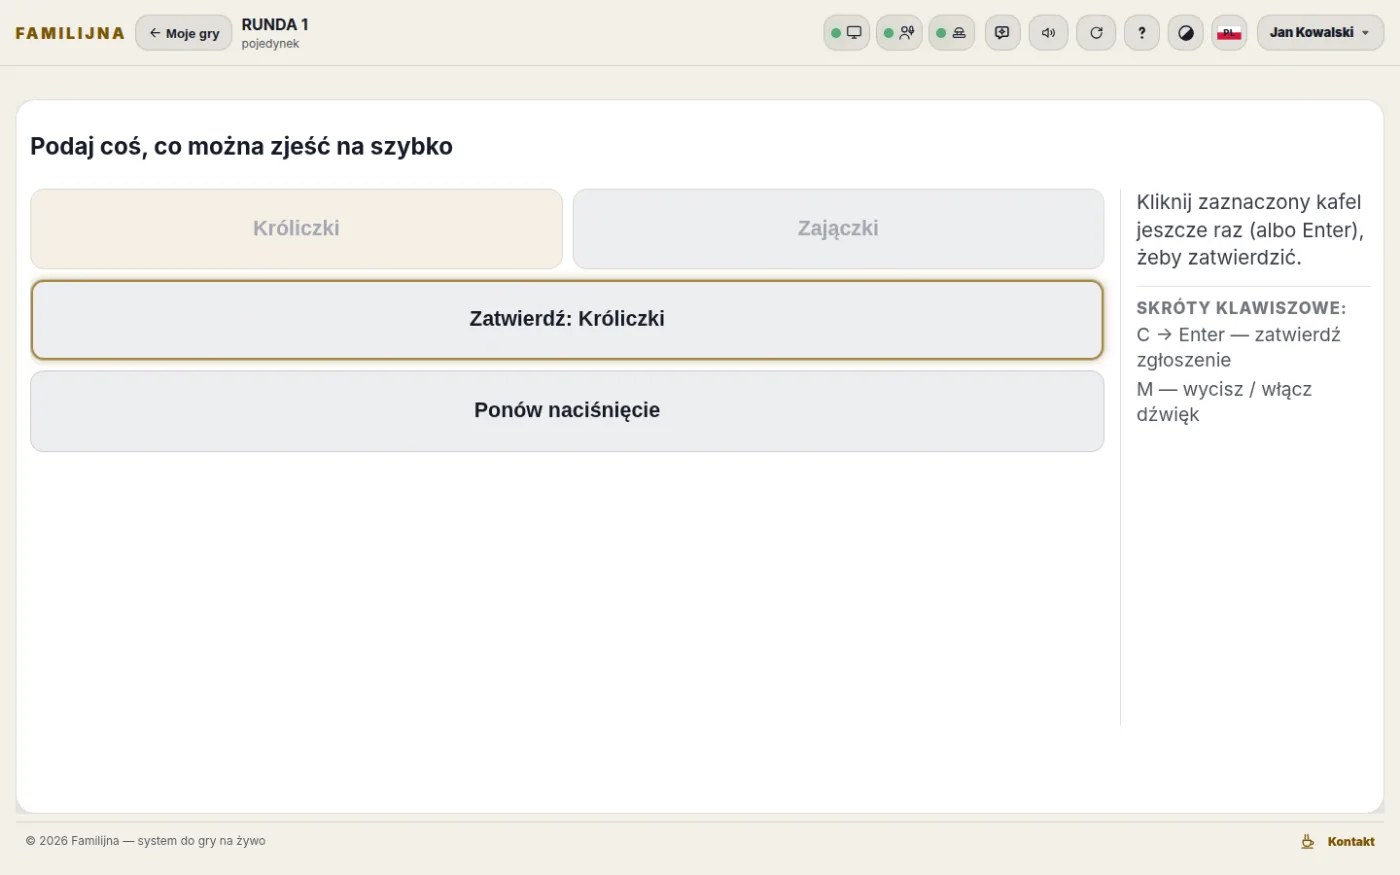 FAMILIJNA
← Moje gry
RUNDA 1
pojedynek
?
PL
Jan Kowalski
Podaj coś, co można zjeść na szybko
Króliczki
Zajączki
Zatwierdź: Króliczki
Ponów naciśnięcie
Kliknij zaznaczony kafel
jeszcze raz (albo Enter),
żeby zatwierdzić.
SKRÓTY KLAWISZOWE:
C → Enter — zatwierdź
zgłoszenie
M — wycisz / włącz
dźwięk
© 2026 Familijna — system do gry na żywo
Kontakt